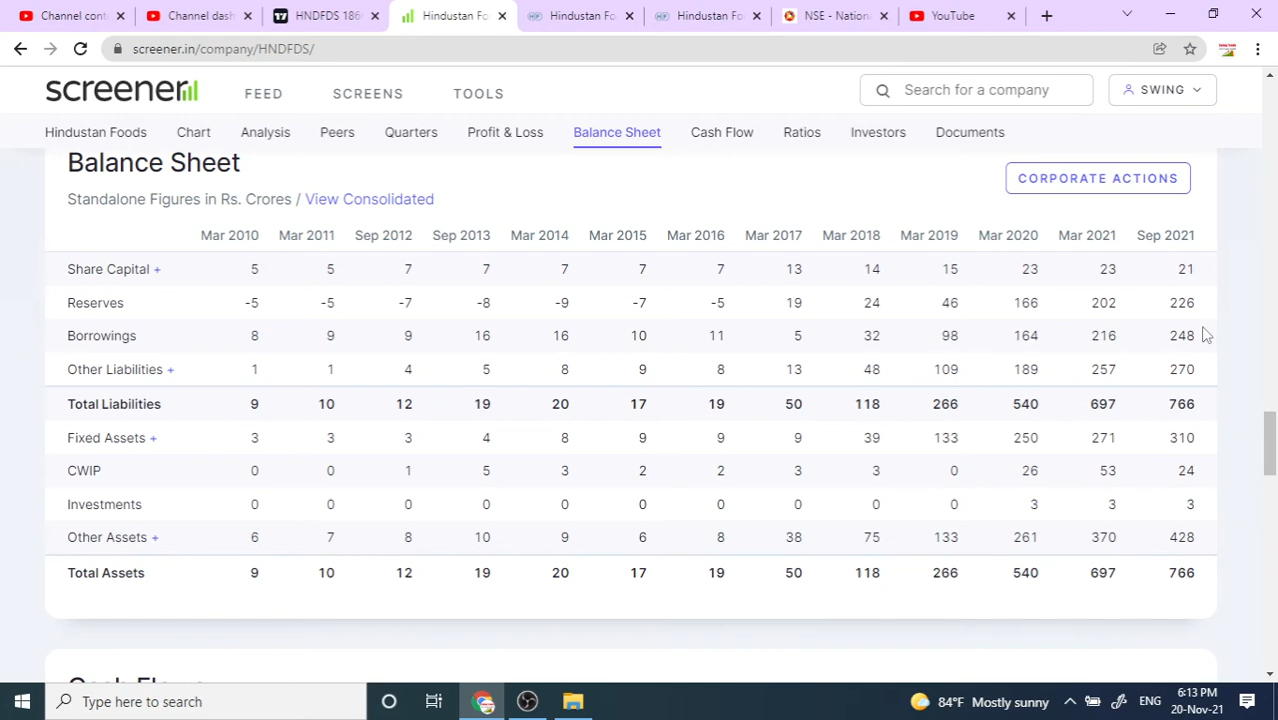 Channel cont
Channel dash
HNDFDS 186
Hindustan Fo
Hindustan Fo
Hindustan Fo
NSE - Nation
YouTube
screener.in/company/HNDFDS/
screener
FEED
SCREENS
TOOLS
Search for a company
SWING
Hindustan Foods
Chart
Analysis
Peers
Quarters
Profit & Loss
Balance Sheet
Cash Flow
Ratios
Investors
Documents
Balance Sheet
CORPORATE ACTIONS
Standalone Figures in Rs. Crores / View Consolidated
Mar 2010 Mar 2011 Sep 2012 Sep 2013 Mar 2014 Mar 2015 Mar 2016 Mar 2017 Mar 2018 Mar 2019 Mar 2020 Mar 2021 Sep 2021
Share Capital + 5 5 7 7 7 7 7 13 14 15 23 23 21
Reserves -5 -5 -7 -8 -9 -7 -5 19 24 46 166 202 226
Borrowings 8 9 9 16 16 10 11 5 32 98 164 216 248
Other Liabilities + 1 1 4 5 8 9 8 13 48 109 189 257 270
Total Liabilities 9 10 12 19 20 17 19 50 118 266 540 697 766
Fixed Assets + 3 3 3 4 8 9 9 9 39 133 250 271 310
CWIP 0 0 1 5 3 2 2 3 3 0 26 53 24
Investments 0 0 0 0 0 0 0 0 0 0 3 3 3
Other Assets + 6 7 8 10 9 6 8 38 75 133 261 370 428
Total Assets 9 10 12 19 20 17 19 50 118 266 540 697 766
Type here to search
84°F Mostly sunny
ENG
6:13 PM
20-Nov-21